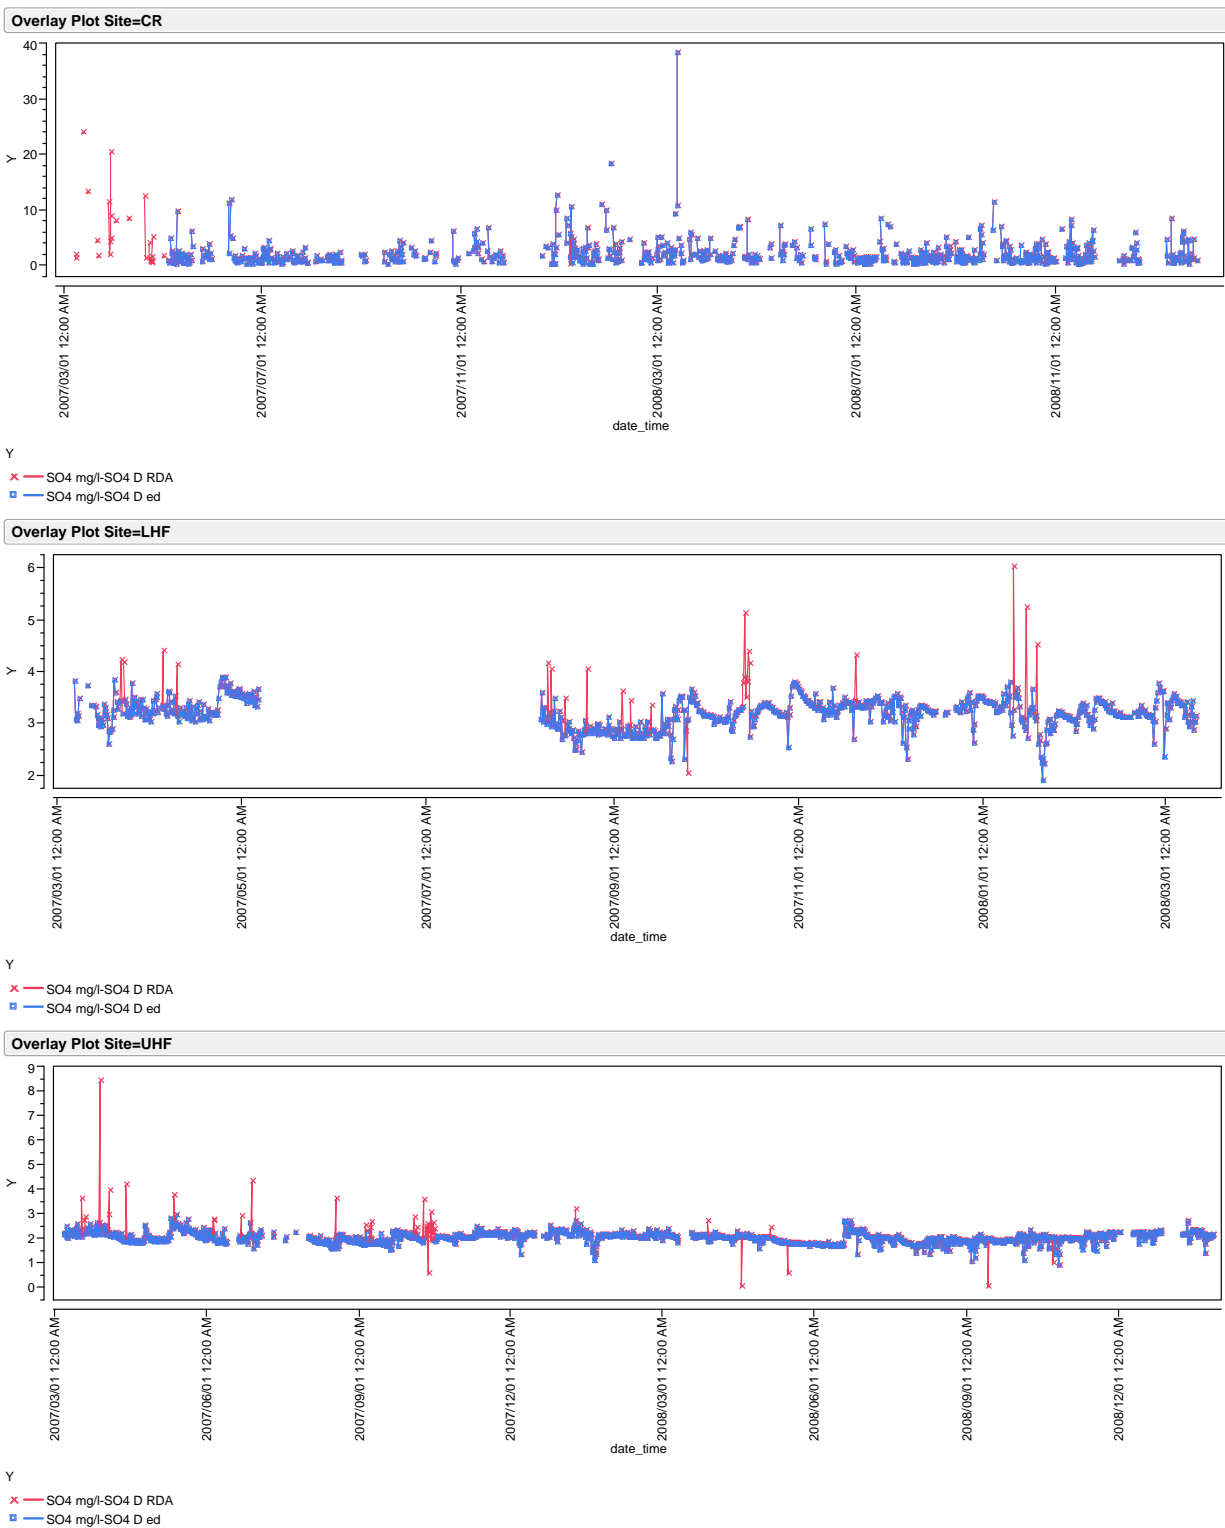 Overlay Plot Site=CR
40
30
20
10
0
Y
2007/03/01 12:00 AM
2007/07/01 12:00 AM
2007/11/01 12:00 AM
2008/03/01 12:00 AM
2008/07/01 12:00 AM
2008/11/01 12:00 AM
date_time
Y
SO4 mg/l-SO4 D RDA
SO4 mg/l-SO4 D ed
Overlay Plot Site=LHF
6
5
4
3
2
Y
2007/03/01 12:00 AM
2007/05/01 12:00 AM
2007/07/01 12:00 AM
2007/09/01 12:00 AM
2007/11/01 12:00 AM
2008/01/01 12:00 AM
2008/03/01 12:00 AM
date_time
Y
SO4 mg/l-SO4 D RDA
SO4 mg/l-SO4 D ed
Overlay Plot Site=UHF
9
8
7
6
5
4
3
2
1
0
Y
2007/03/01 12:00 AM
2007/06/01 12:00 AM
2007/09/01 12:00 AM
2007/12/01 12:00 AM
2008/03/01 12:00 AM
2008/06/01 12:00 AM
2008/09/01 12:00 AM
2008/12/01 12:00 AM
date_time
Y
SO4 mg/l-SO4 D RDA
SO4 mg/l-SO4 D ed